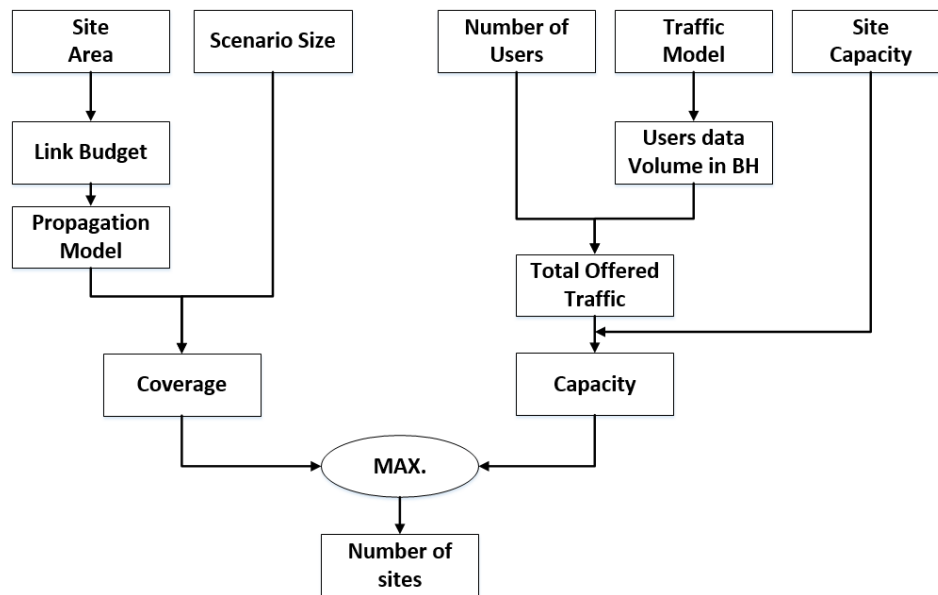 Site
Area
Scenario Size
Number of
Users
Traffic
Model
Site
Capacity
Link Budget
Users data
Volume in BH
Propagation
Model
Total Offered
Traffic
Coverage
Capacity
MAX.
Number of
sites